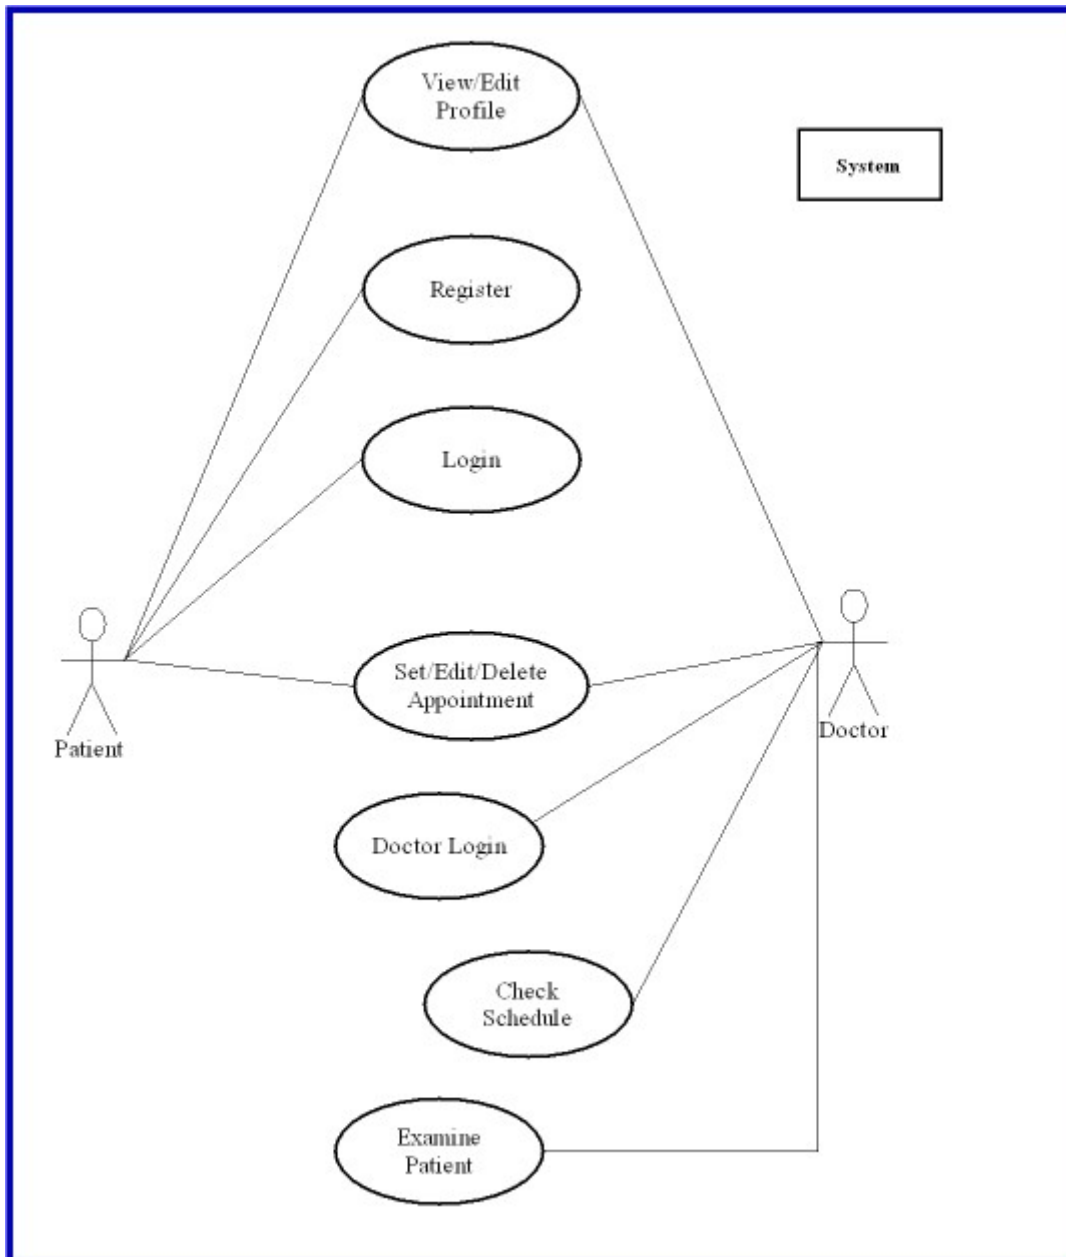 View/Edit
Profile
System
Register
Login
Set/Edit/Delete
Appointment
Patient
Doctor
Doctor Login
Check
Schedule
Examine
Patient